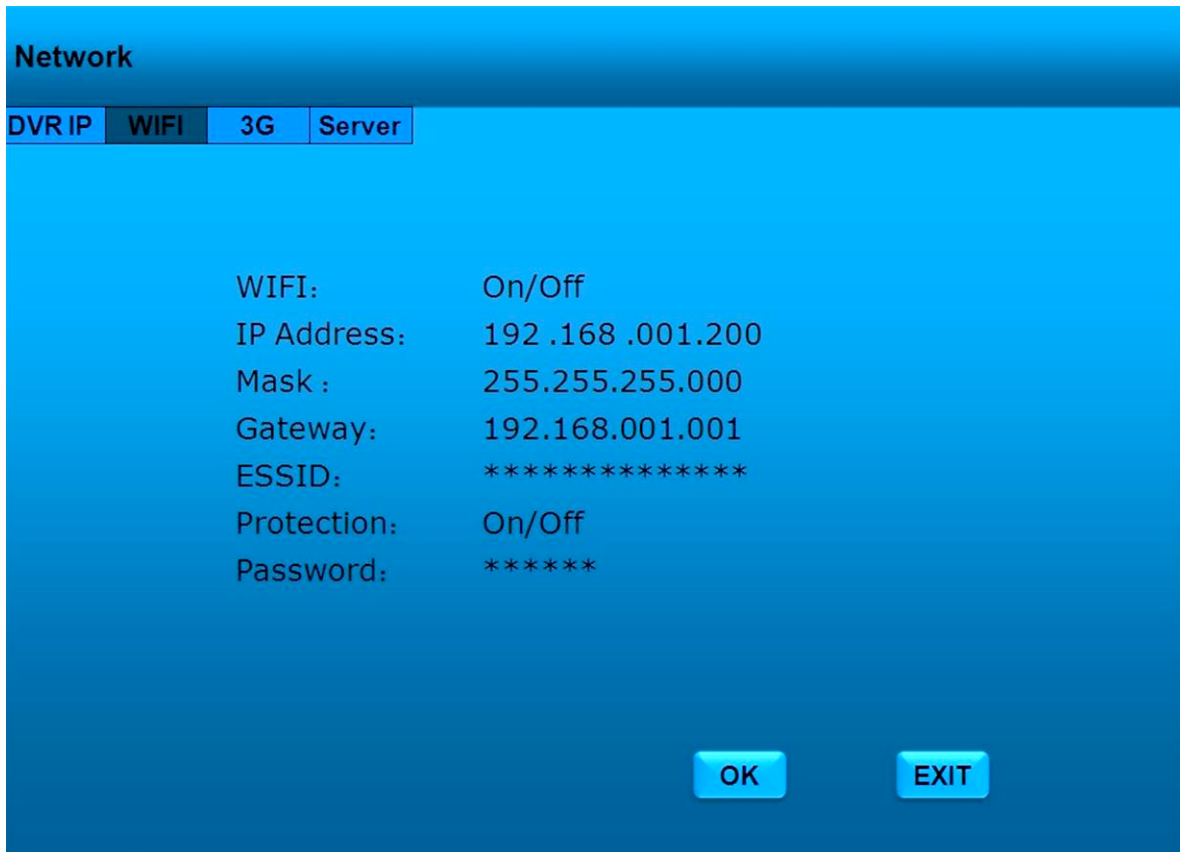 Network
DVR IP WIFI 3G Server
WIFI: On/Off
IP Address: 192 .168 .001.200
Mask : 255.255.255.000
Gateway: 192.168.001.001
ESSID: **************
Protection: On/Off
Password: ******
OK EXIT